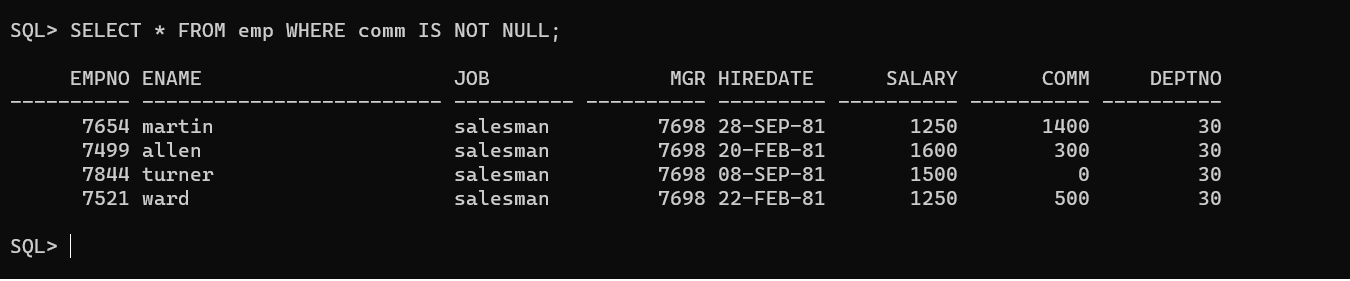 SQL> SELECT * FROM emp WHERE comm IS NOT NULL;
     EMPNO ENAME                     JOB               MGR HIREDATE      SALARY       COMM     DEPTNO
---------- ------------------------- ---------- ---------- --------- ---------- ---------- ----------
      7654 martin                    salesman         7698 28-SEP-81       1250       1400         30
      7499 allen                     salesman         7698 20-FEB-81       1600        300         30
      7844 turner                    salesman         7698 08-SEP-81       1500          0         30
      7521 ward                      salesman         7698 22-FEB-81       1250        500         30
SQL>